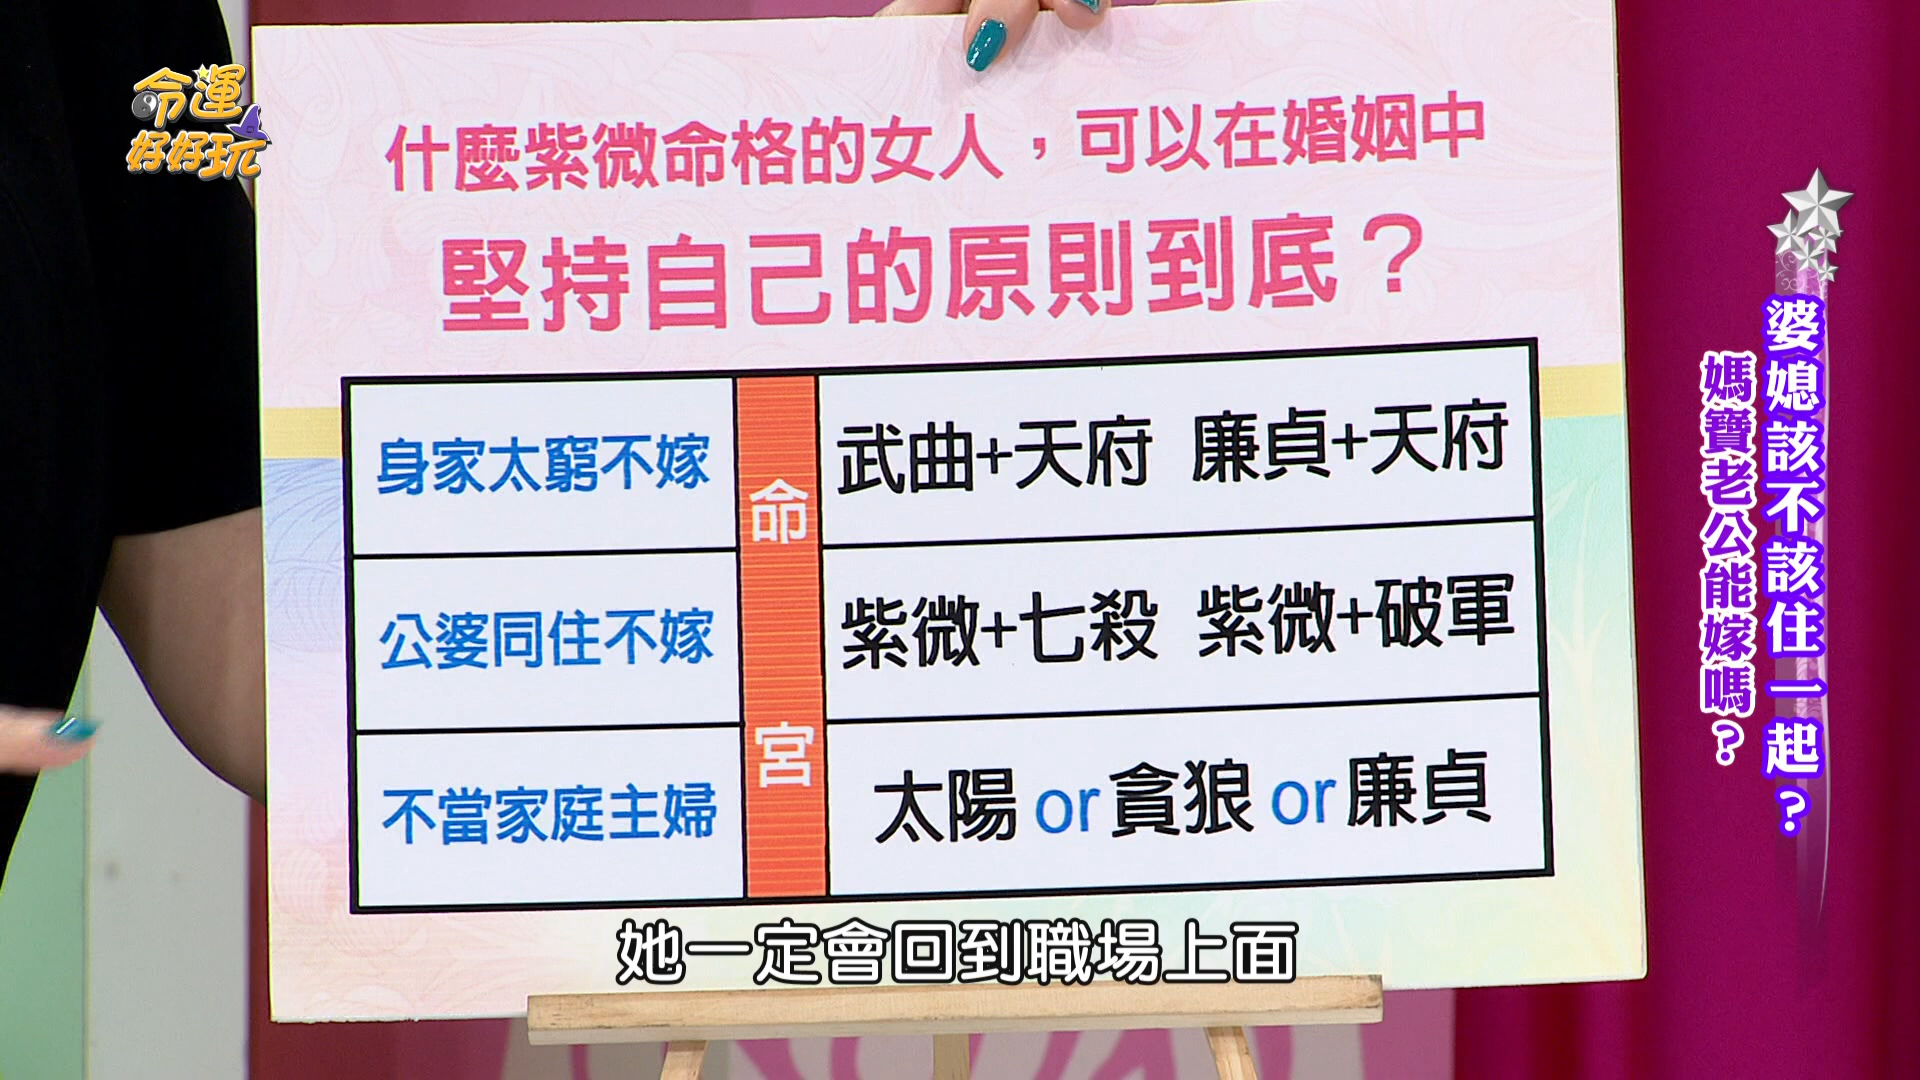 命運
好好玩
什麼紫微命格的女人，可以在婚姻中
堅持自己的原則到底？
身家太窮不嫁
命宮
武曲+天府 廉貞+天府
公婆同住不嫁
紫微+七殺 紫微+破軍
不當家庭主婦
太陽 or 貪狼 or 廉貞
婆媳該不該住一起？
媽寶老公能嫁嗎？
她一定會回到職場上面